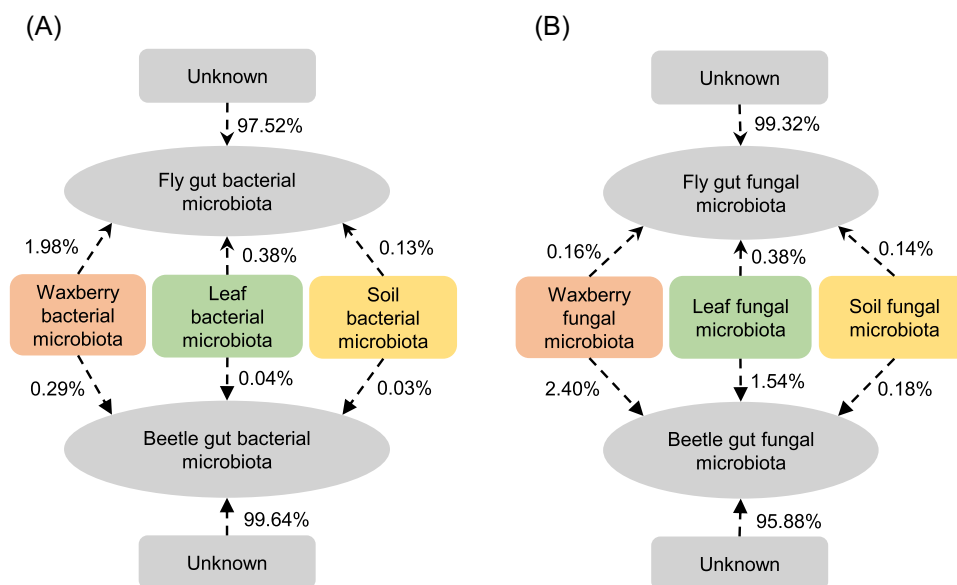 (A)
Unknown
97.52%
Fly gut bacterial
microbiota
1.98%
0.38%
0.13%
Waxberry
bacterial
microbiota
Leaf
bacterial
microbiota
Soil
bacterial
microbiota
0.29%
0.04%
0.03%
Beetle gut bacterial
microbiota
99.64%
Unknown
(B)
Unknown
99.32%
Fly gut fungal
microbiota
0.16%
0.38%
0.14%
Waxberry
fungal
microbiota
Leaf fungal
microbiota
Soil fungal
microbiota
2.40%
1.54%
0.18%
Beetle gut fungal
microbiota
95.88%
Unknown